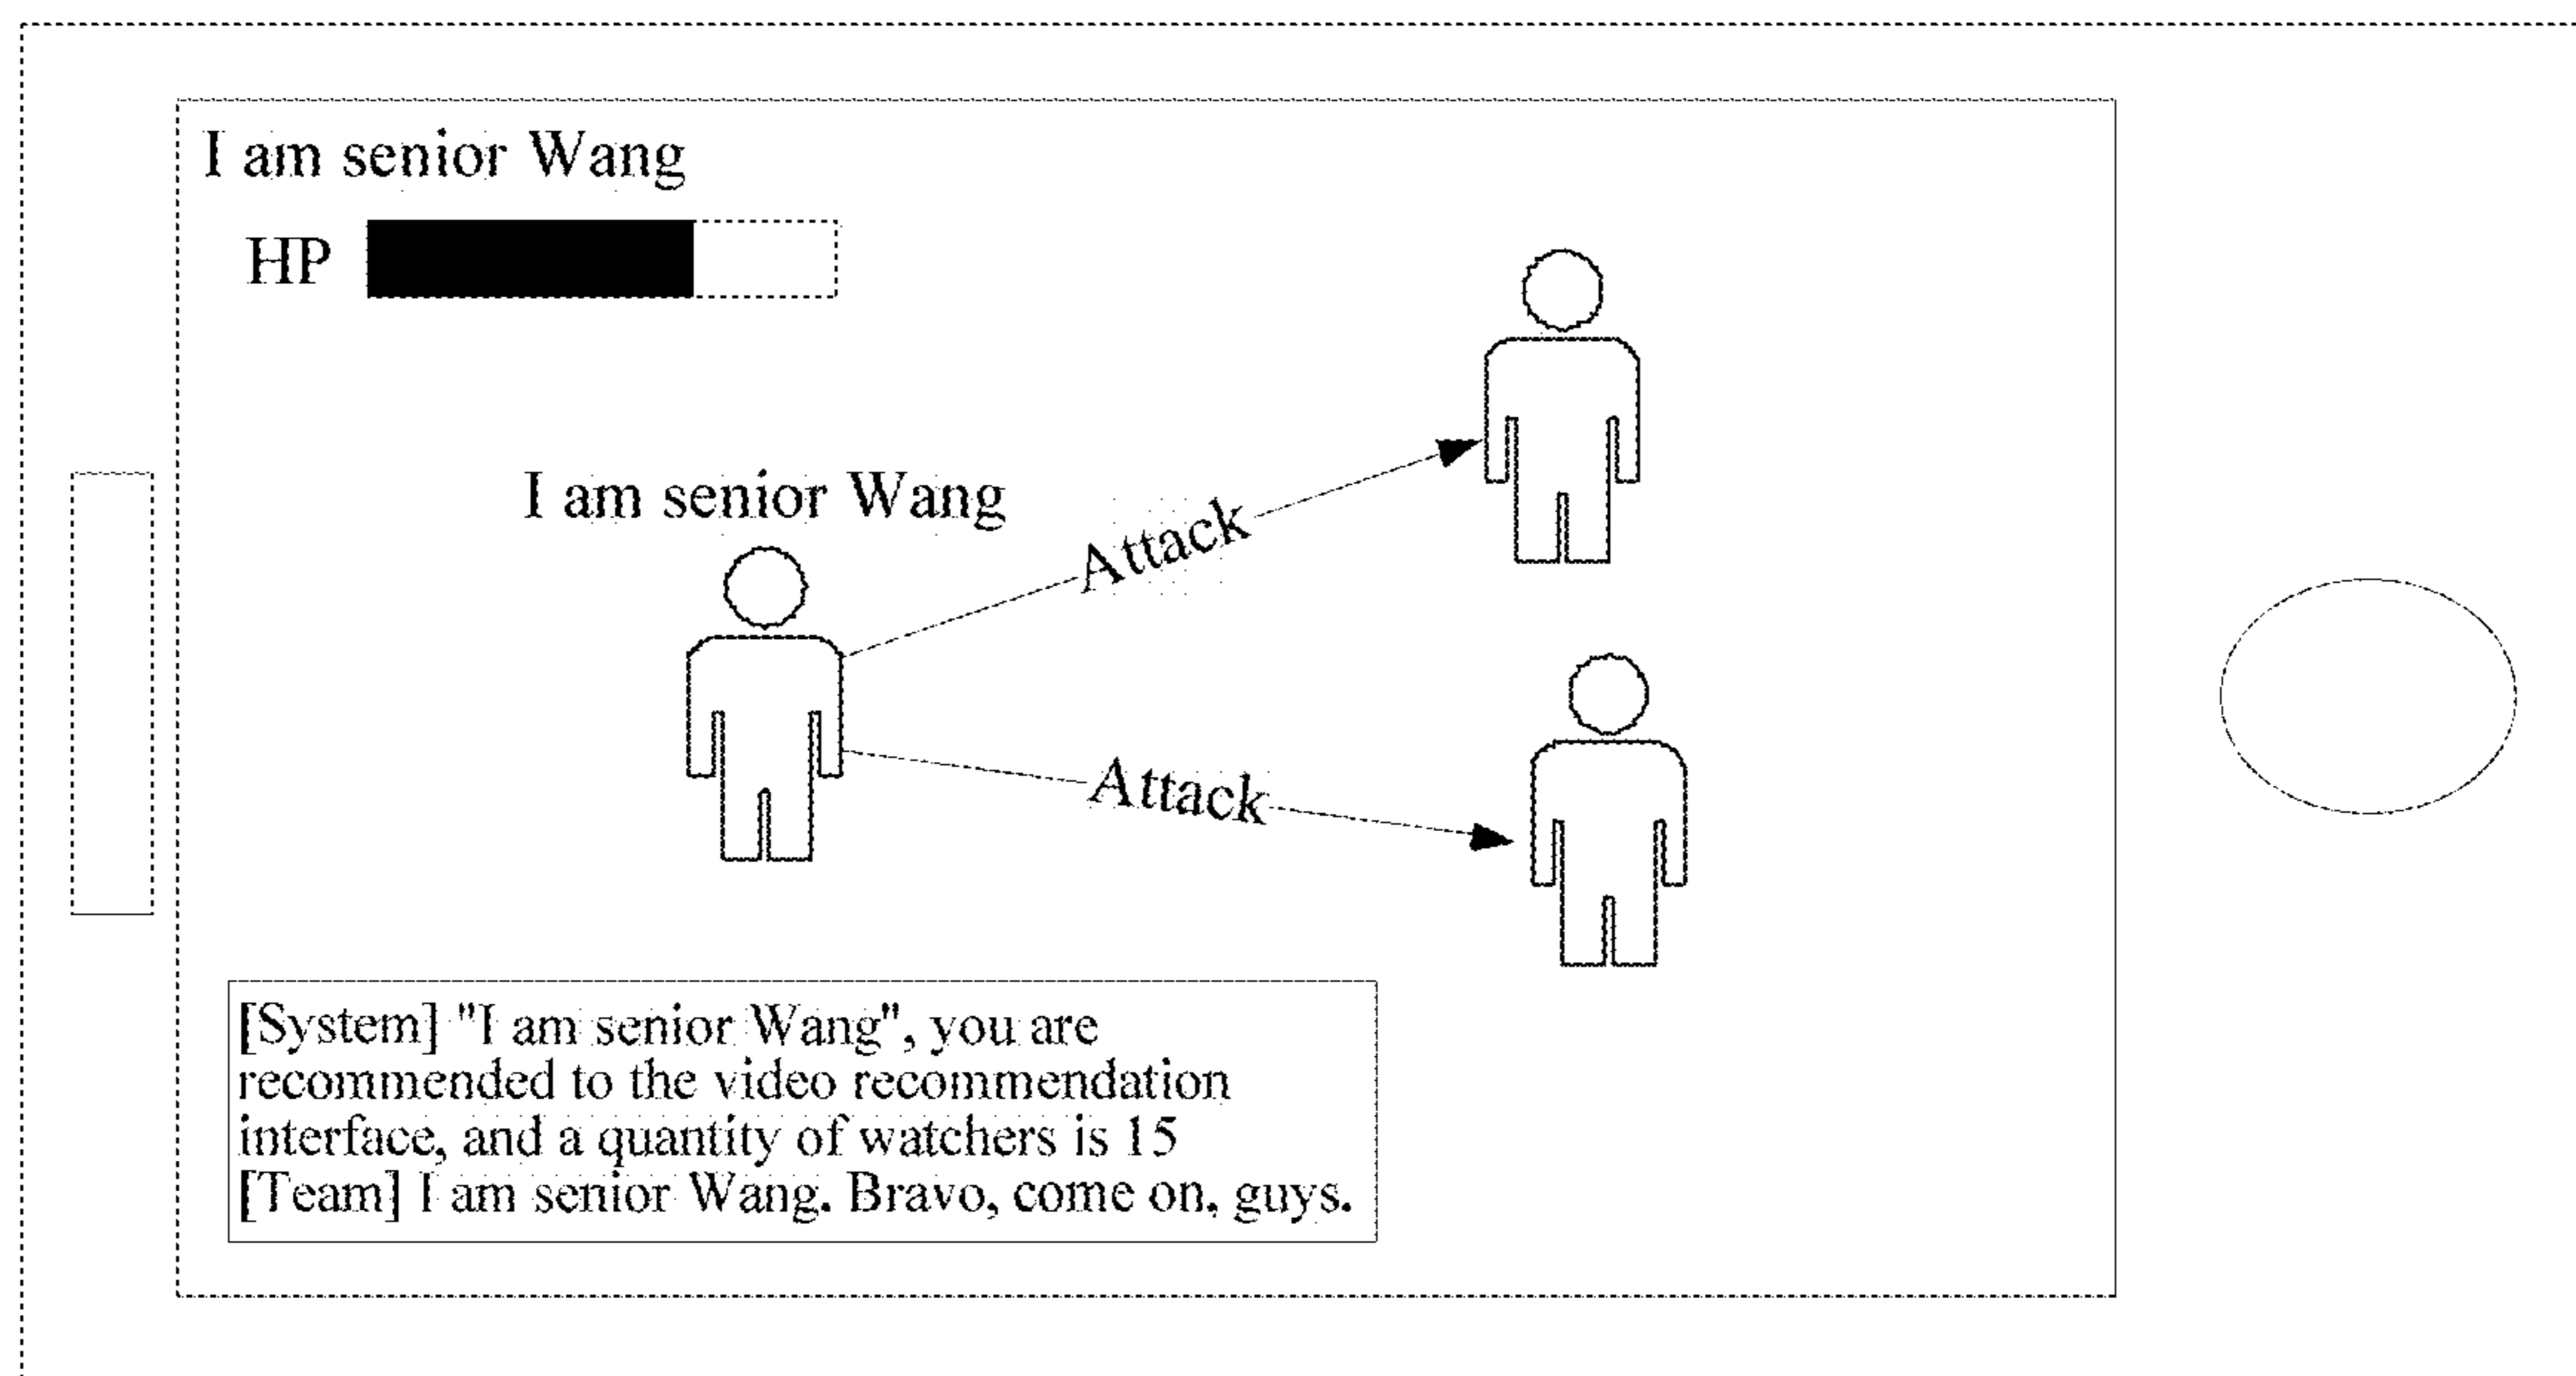 I am senior Wang
HP
I am senior Wang
Attack
Attack
[System] "I am senior Wang", you are
recommended to the video recommendation
interface, and a quantity of watchers is 15
[Team] I am senior Wang. Bravo, come on, guys.